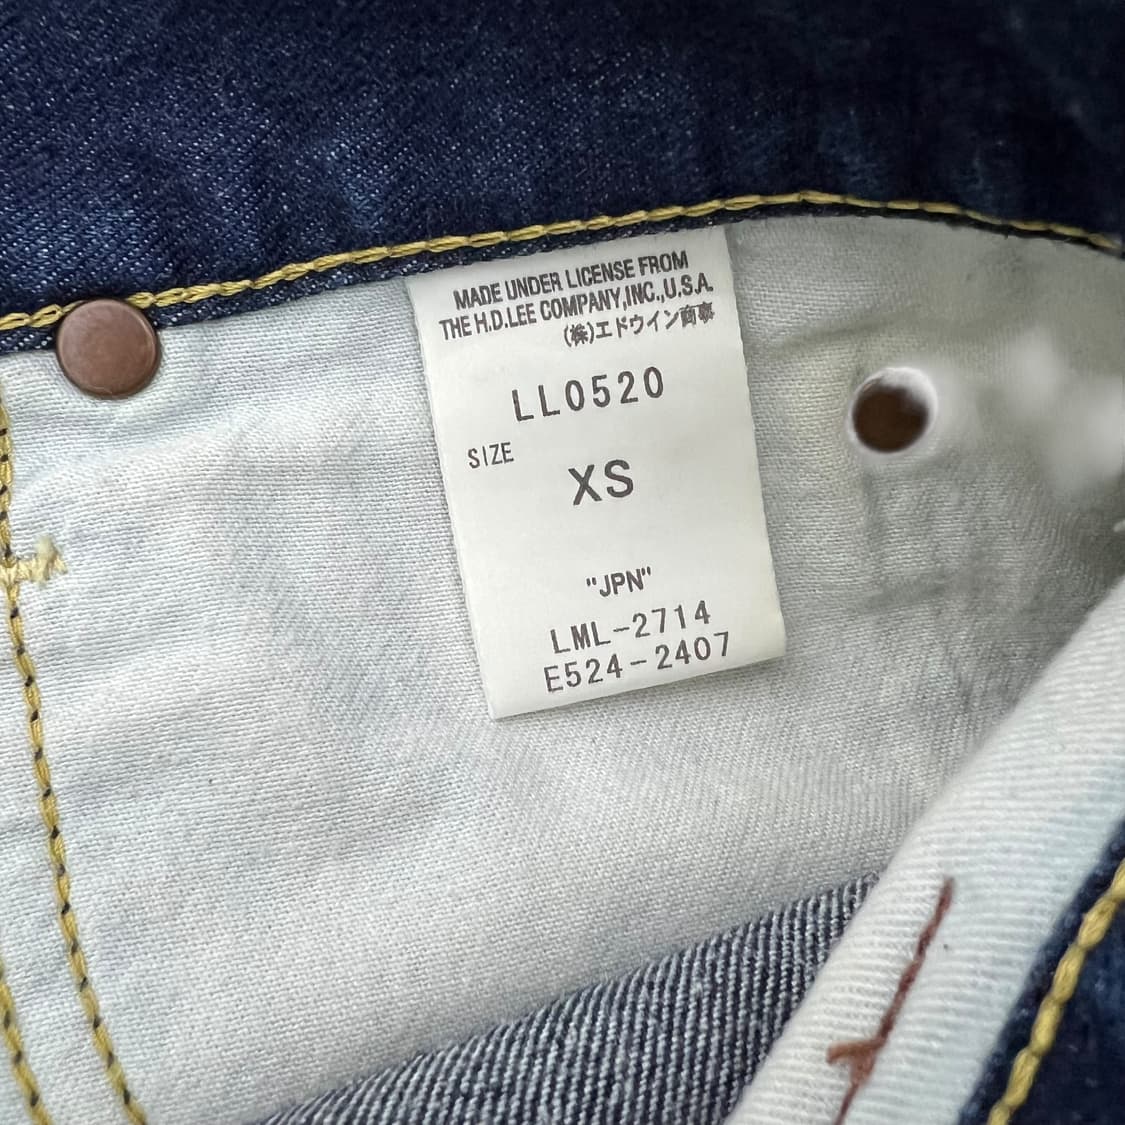 MADE UNDER LICENSE FROM
THE H.D.LEE COMPANY,INC.,U.S.A.
(株)エドウイン商事
LL0520
SIZE
XS
"JPN"
LML-2714
E524-2407